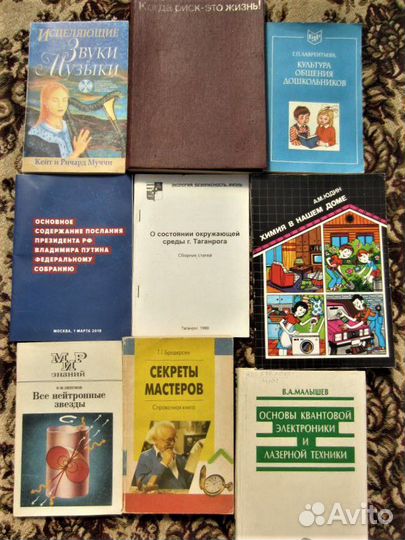 Исцеляющие
Звуки
Музыки
Кейт и Ричард Муччи
Когда риск-это жизнь!
Г.П. ЛАВРЕНТЬЕВА
КУЛЬТУРА
ОБЩЕНИЯ
ДОШКОЛЬНИКОВ
ОСНОВНОЕ
СОДЕРЖАНИЕ ПОСЛАНИЯ
ПРЕЗИДЕНТА РФ
ВЛАДИМИРА ПУТИНА
ФЕДЕРАЛЬНОМУ
СОБРАНИЮ
МОСКВА, 1 МАРТА 2018
ЭКОЛОГИЯ, БЕЗОПАСНОСТЬ, ЖИЗНЬ
О состоянии окружающей
среды г. Таганрога
Сборник статей
Таганрог,
А.М. ЮДИН
ХИМИЯ В НАШЕМ ДОМЕ
МИР
ЗНАНИЙ
Все нейтронные
звезды
Г.Г. Бродерсен
СЕКРЕТЫ
МАСТЕРОВ
Справочная книга
В.А.МАЛЫШЕВ
ОСНОВЫ КВАНТОВОЙ
ЭЛЕКТРОНИКИ
И
ЛАЗЕРНОЙ ТЕХНИКИ
Avito